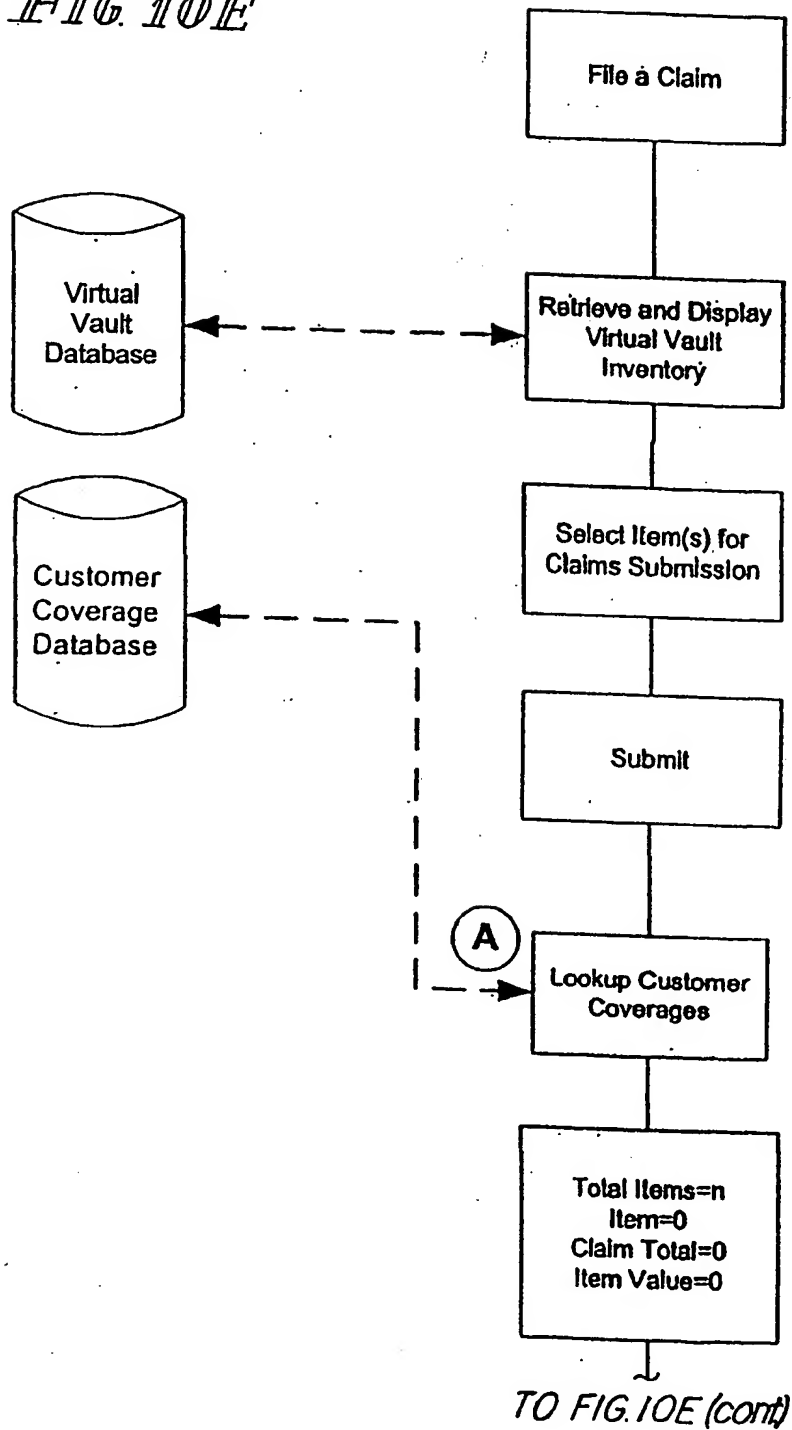 FIG. 10E
File a Claim
Virtual
Vault
Database
Retrieve and Display
Virtual Vault
Inventory
Select Item(s) for
Claims Submission
Customer
Coverage
Database
Submit
A
Lookup Customer
Coverages
Total Items=n
Item=0
Claim Total=0
Item Value=0
TO FIG. 10E (cont)